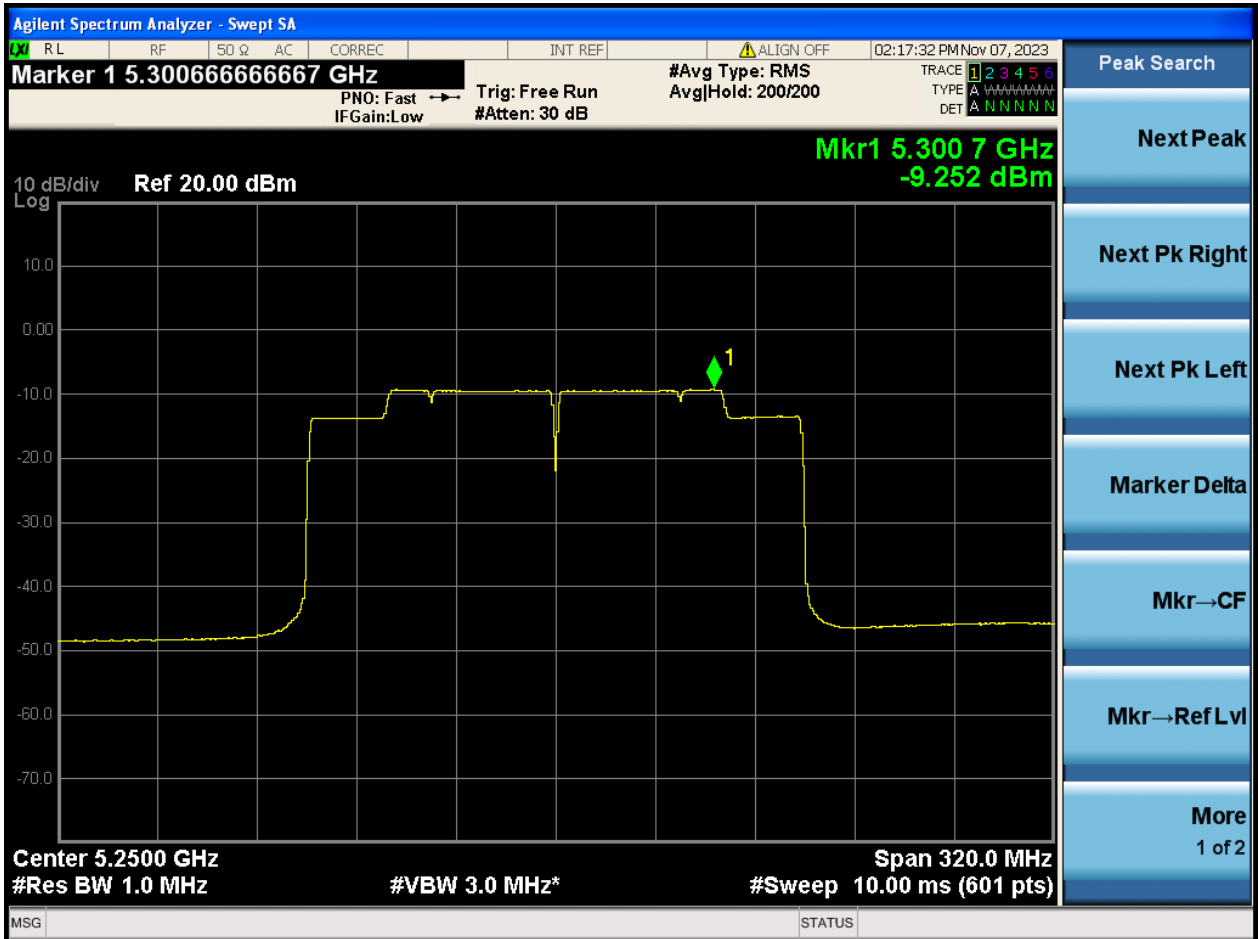 Agilent Spectrum Analyzer - Swept SA
LXI RL RF 50 Ω AC CORREC INT REF ALIGN OFF 02:17:32 PM Nov 07, 2023
Marker 1 5.300666666667 GHz
PNO: Fast
IFGain:Low
Trig: Free Run
#Atten: 30 dB
#Avg Type: RMS
Avg|Hold: 200/200
TRACE 1 2 3 4 5 6
TYPE A WWWWWW
DET A N N N N N
Mkr1 5.300 7 GHz
-9.252 dBm
10 dB/div Ref 20.00 dBm
Log
10.0
0.00
-10.0
-20.0
-30.0
-40.0
-50.0
-60.0
-70.0
1
Center 5.2500 GHz Span 320.0 MHz
#Res BW 1.0 MHz #VBW 3.0 MHz* #Sweep 10.00 ms (601 pts)
MSG STATUS
Peak Search
Next Peak
Next Pk Right
Next Pk Left
Marker Delta
Mkr→CF
Mkr→Ref Lvl
More
1 of 2